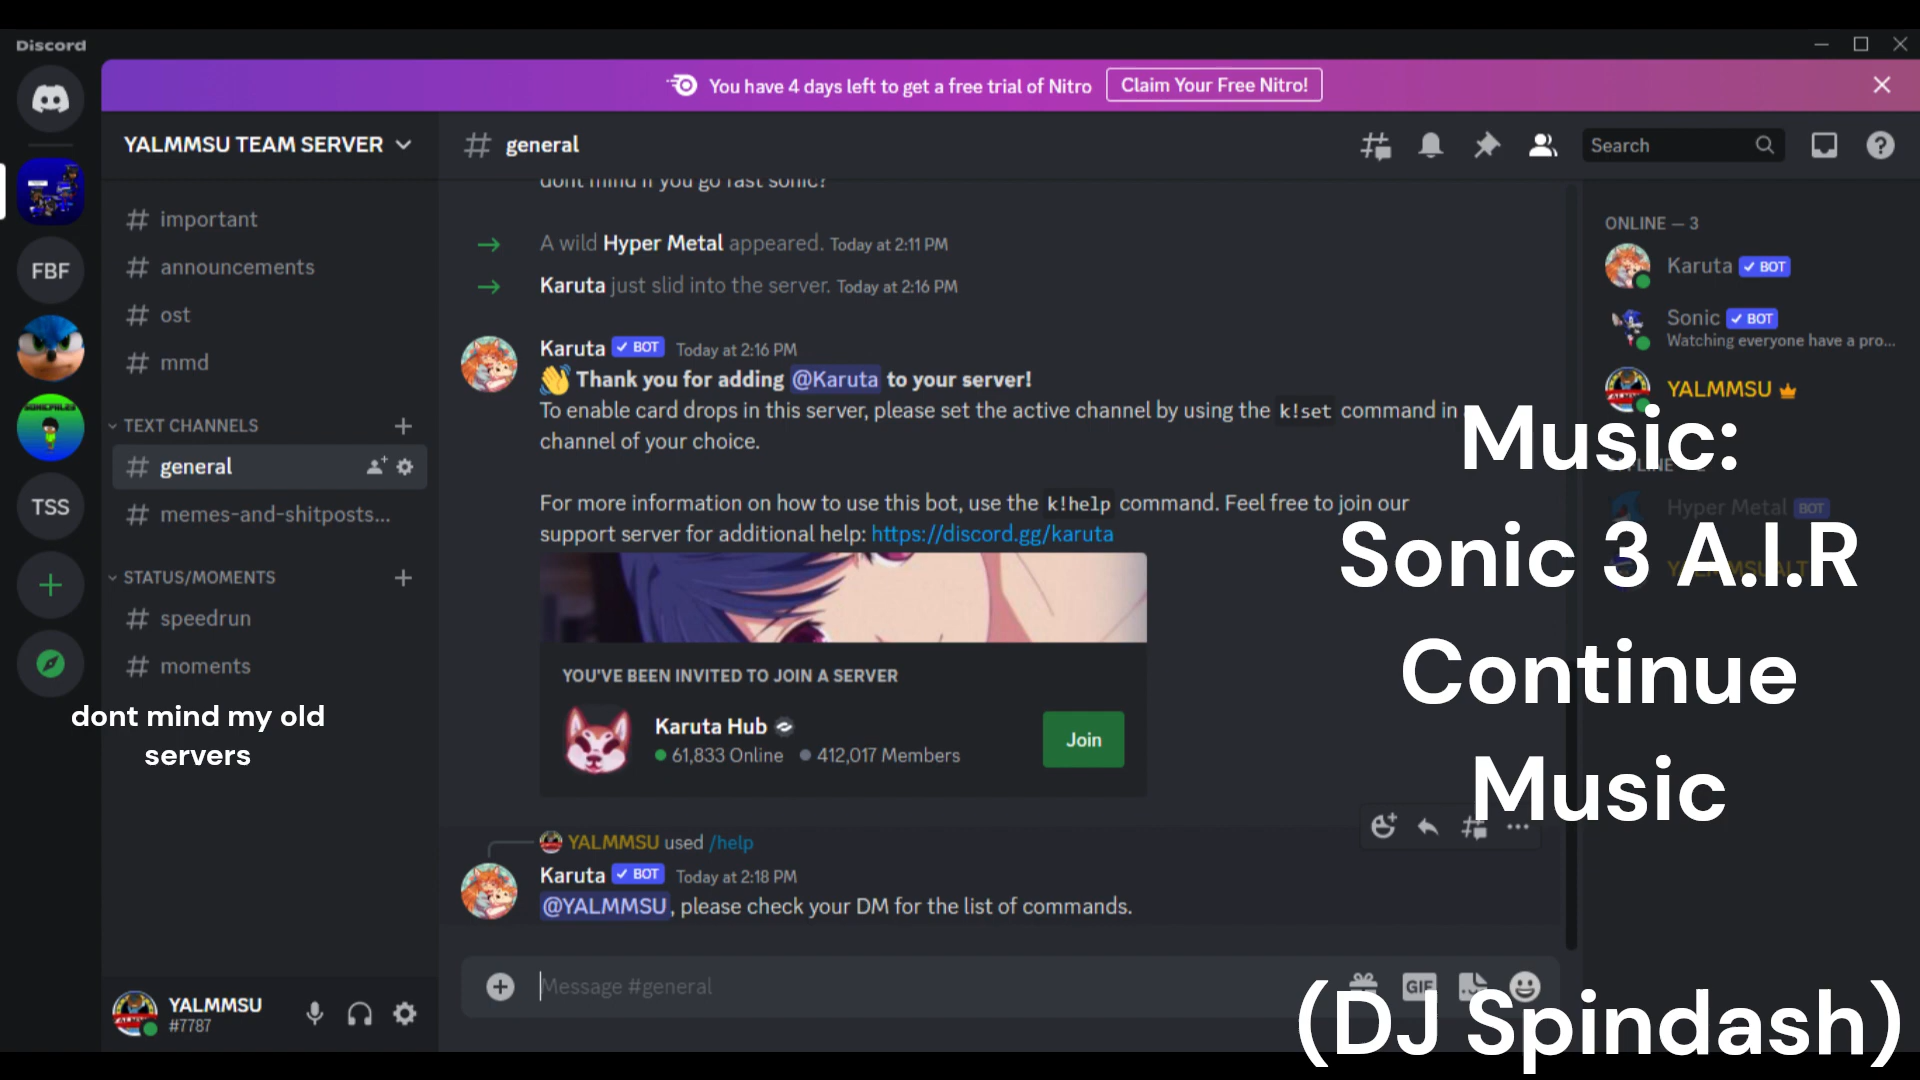 Discord
You have 4 days left to get a free trial of Nitro
Claim Your Free Nitro!
YALMMSU TEAM SERVER
# general
Search
FBF
TSS
# important
# announcements
# ost
# mmd
TEXT CHANNELS
# general
# memes-and-shitposts...
STATUS/MOMENTS
# speedrun
# moments
dont mind my old
servers
YALMMSU
#7787
dont mind if you go fast sonic?
A wild Hyper Metal appeared. Today at 2:11 PM
Karuta just slid into the server. Today at 2:16 PM
Karuta ✓ BOT Today at 2:16 PM
👋 Thank you for adding @Karuta to your server!
To enable card drops in this server, please set the active channel by using the k!set command in
channel of your choice.
For more information on how to use this bot, use the k!help command. Feel free to join our
support server for additional help: https://discord.gg/karuta
YOU'VE BEEN INVITED TO JOIN A SERVER
Karuta Hub
61,833 Online 412,017 Members
Join
YALMMSU used /help
Karuta ✓ BOT Today at 2:18 PM
@YALMMSU, please check your DM for the list of commands.
Message #general
GIF
ONLINE — 3
Karuta ✓ BOT
Sonic ✓ BOT
Watching everyone have a pro...
YALMMSU
Hyper Metal BOT
YALMMSUALT
Music:
Sonic 3 A.I.R
Continue
Music
(DJ Spindash)